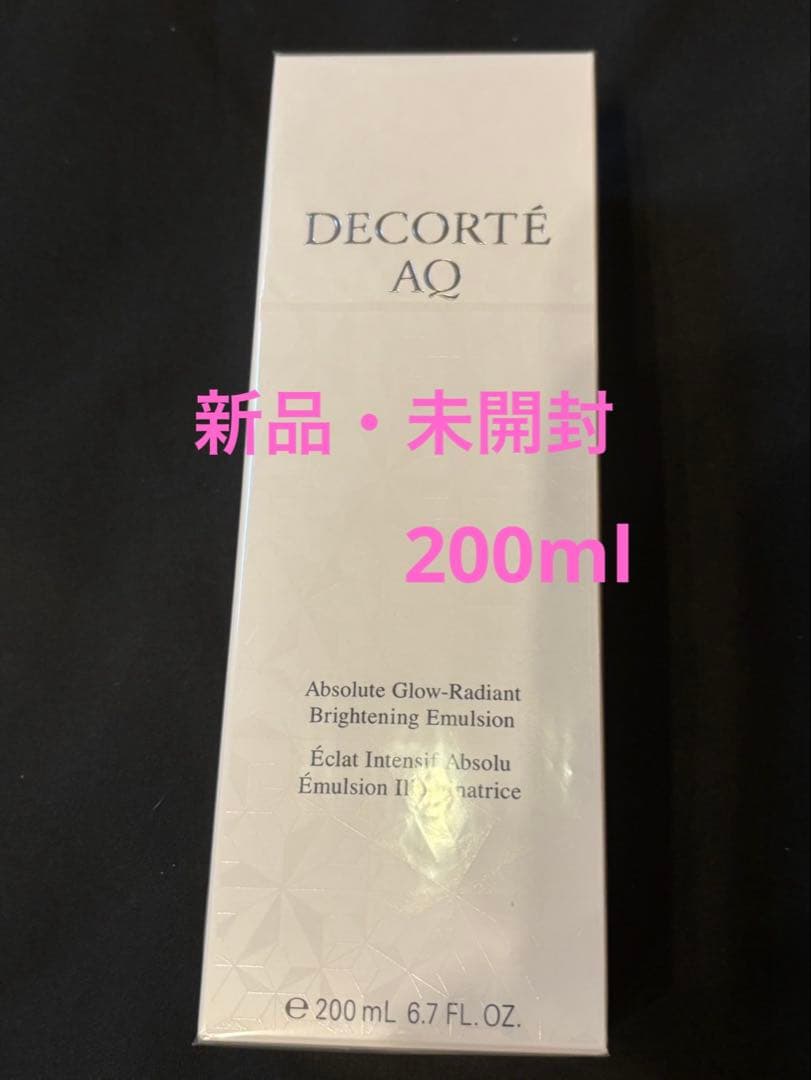 DECORTÉ
AQ
新品・未開封
200ml
Absolute Glow-Radiant
Brightening Emulsion
Éclat Intensif Absolu
Émulsion
℮ 200 mL 6.7 FL. OZ.